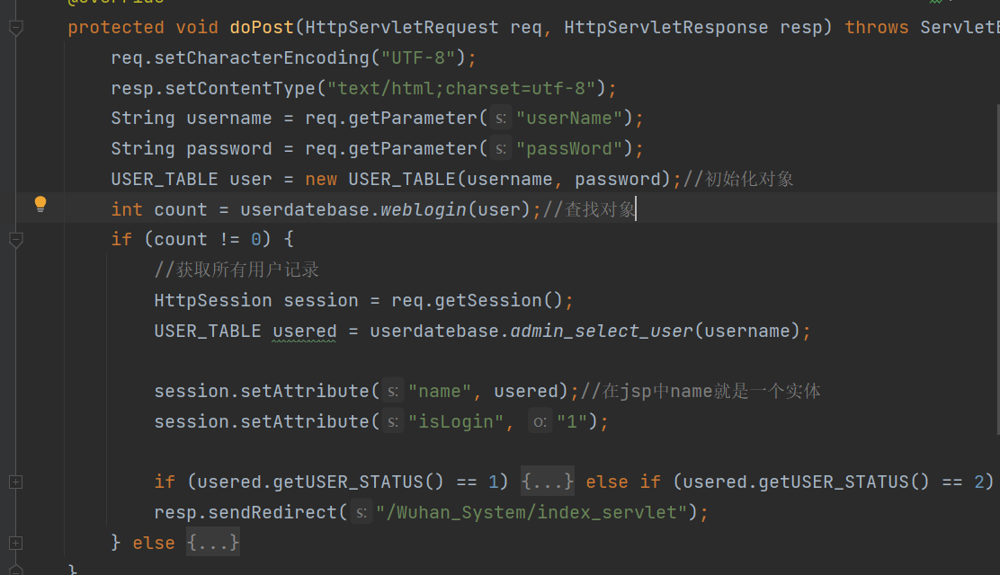 @Override
protected void doPost(HttpServletRequest req, HttpServletResponse resp) throws ServletE
req.setCharacterEncoding("UTF-8");
resp.setContentType("text/html;charset=utf-8");
String username = req.getParameter( s: "userName");
String password = req.getParameter( s: "passWord");
USER_TABLE user = new USER_TABLE(username, password);//初始化对象
int count = userdatebase.weblogin(user);//查找对象
if (count != 0) {
//获取所有用户记录
HttpSession session = req.getSession();
USER_TABLE usered = userdatebase.admin_select_user(username);
session.setAttribute( s: "name", usered);//在jsp中name就是一个实体
session.setAttribute( s: "isLogin", o: "1");
if (usered.getUSER_STATUS() == 1) {...} else if (usered.getUSER_STATUS() == 2)
resp.sendRedirect( s: "/Wuhan_System/index_servlet");
} else {...}
}